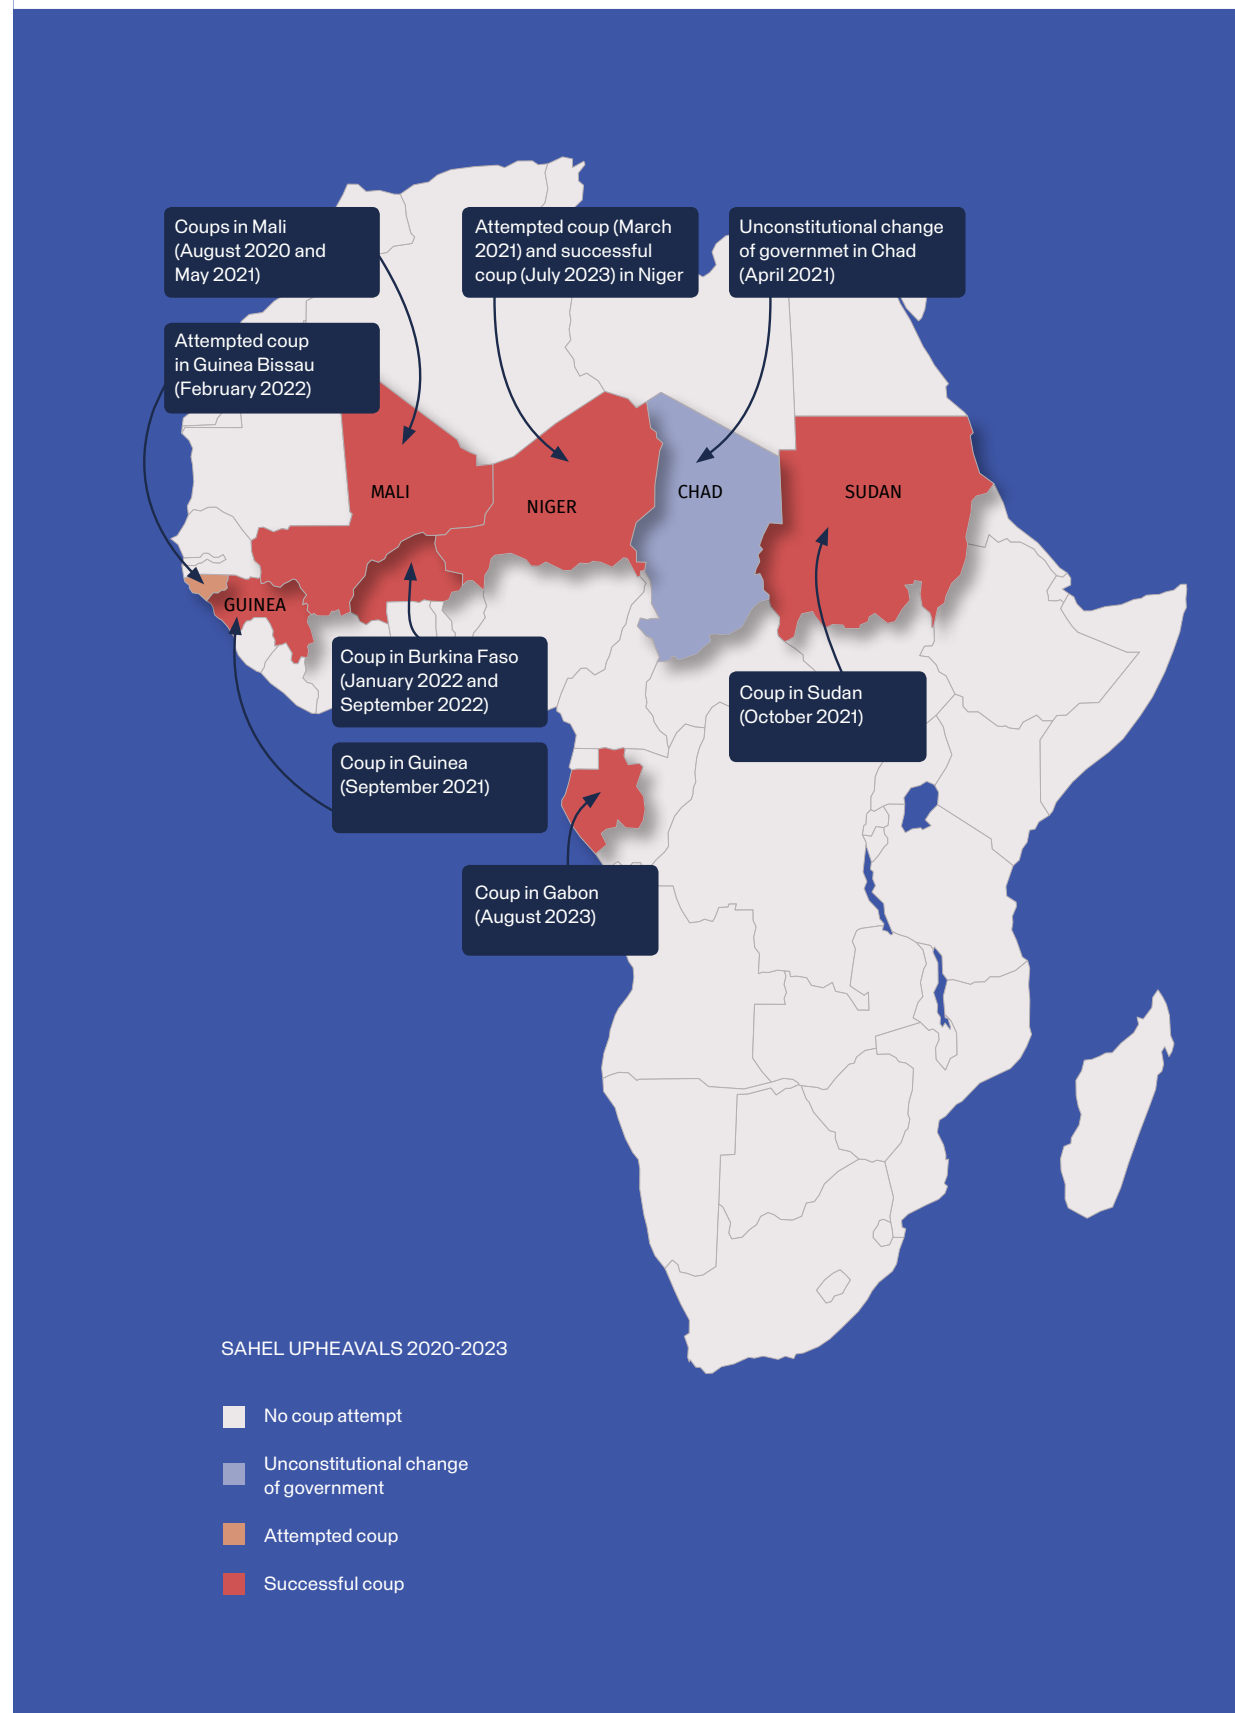 Coups in Mali
(August 2020 and
May 2021)
Attempted coup (March
2021) and successful
coup (July 2023) in Niger
Unconstitutional change
of governmet in Chad
(April 2021)
Attempted coup
in Guinea Bissau
(February 2022)
MALI
NIGER
CHAD
SUDAN
GUINEA
Coup in Burkina Faso
(January 2022 and
September 2022)
Coup in Sudan
(October 2021)
Coup in Guinea
(September 2021)
Coup in Gabon
(August 2023)
SAHEL UPHEAVALS 2020-2023
No coup attempt
Unconstitutional change
of government
Attempted coup
Successful coup